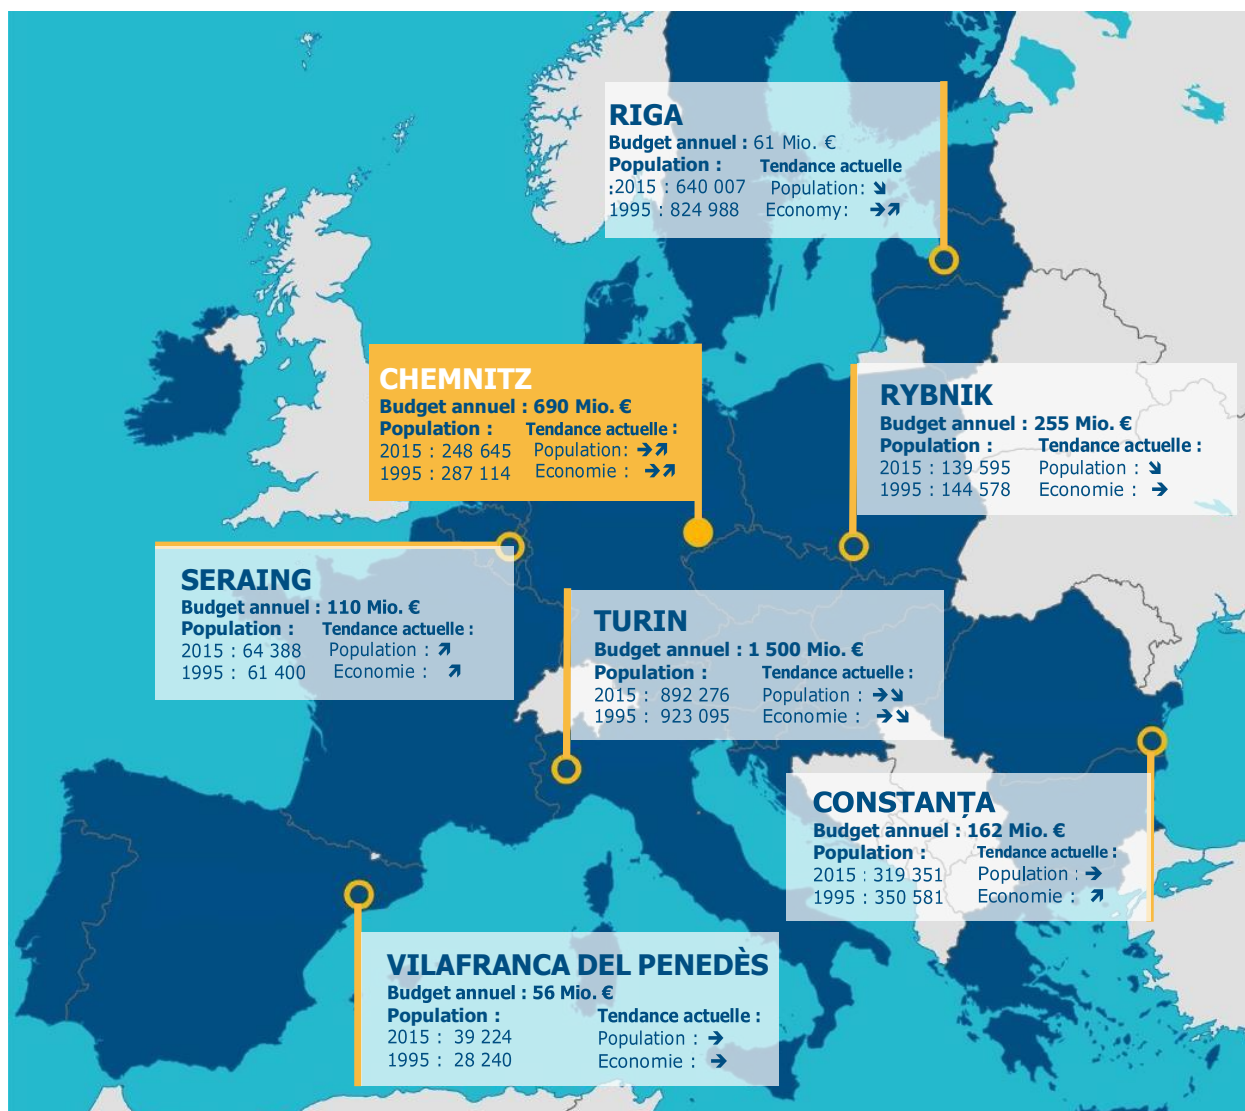 RIGA
Budget annuel : 61 Mio. €
Population : Tendance actuelle
:2015 : 640 007 Population: ➔
1995 : 824 988 Economy: ➔➔
CHEMNITZ
Budget annuel : 690 Mio. €
Population : Tendance actuelle :
2015 : 248 645 Population: ➔➔
1995 : 287 114 Economie : ➔➔
RYBNIK
Budget annuel : 255 Mio. €
Population : Tendance actuelle :
2015 : 139 595 Population : ➔
1995 : 144 578 Economie : ➔
SERAING
Budget annuel : 110 Mio. €
Population : Tendance actuelle :
2015 : 64 388 Population : ➔
1995 : 61 400 Economie : ➔
TURIN
Budget annuel : 1 500 Mio. €
Population : Tendance actuelle :
2015 : 892 276 Population : ➔➔
1995 : 923 095 Economie : ➔➔
CONSTANȚA
Budget annuel : 162 Mio. €
Population : Tendance actuelle :
2015 : 319 351 Population : ➔
1995 : 350 581 Economie : ➔
VILAFRANCA DEL PENEDÈS
Budget annuel : 56 Mio. €
Population : Tendance actuelle :
2015 : 39 224 Population : ➔
1995 : 28 240 Economie : ➔